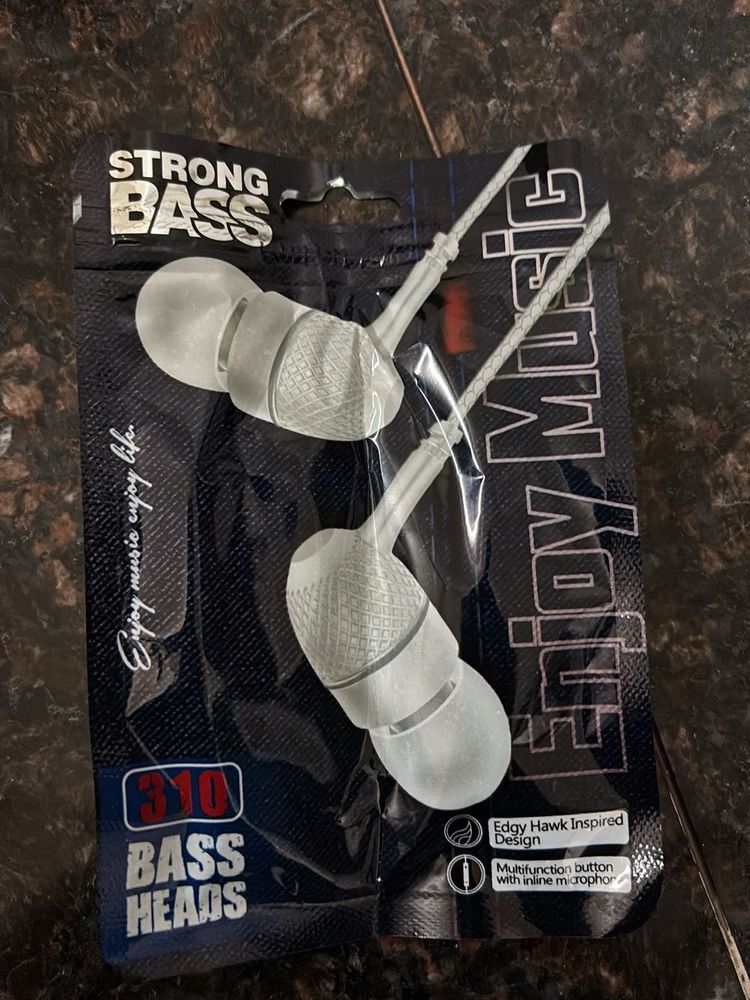 STRONG
BASS
Enjoy Music
Enjoy music enjoy life
310
BASS
HEADS
Edgy Hawk Inspired
Design
Multifunction button
with inline microphone